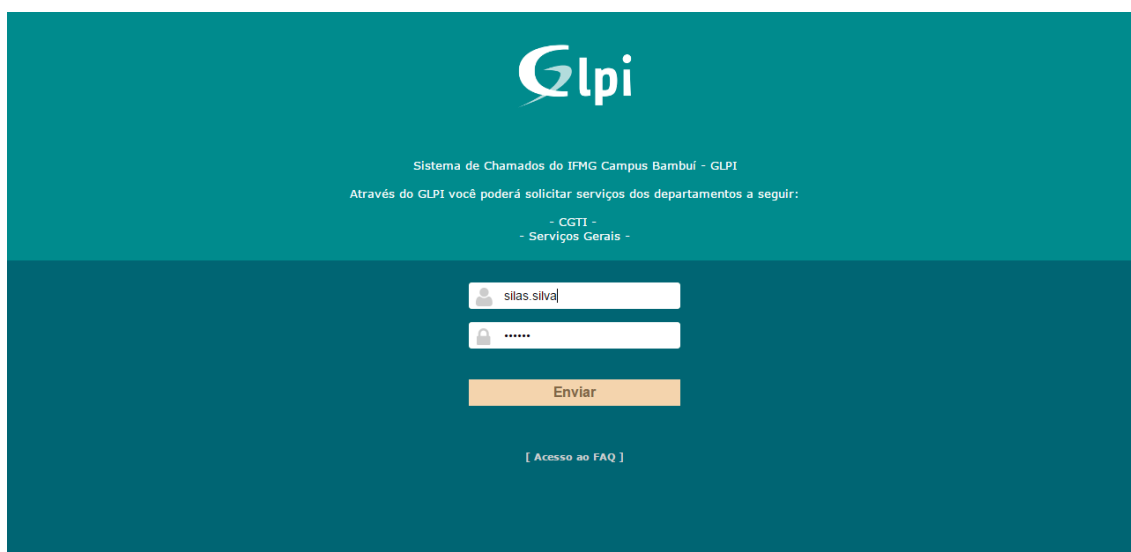 Glpi
Sistema de Chamados do IFMG Campus Bambuí - GLPI
Através do GLPI você poderá solicitar serviços dos departamentos a seguir:
- CGTI -
- Serviços Gerais -
silas.silva
••••••
Enviar
[ Acesso ao FAQ ]